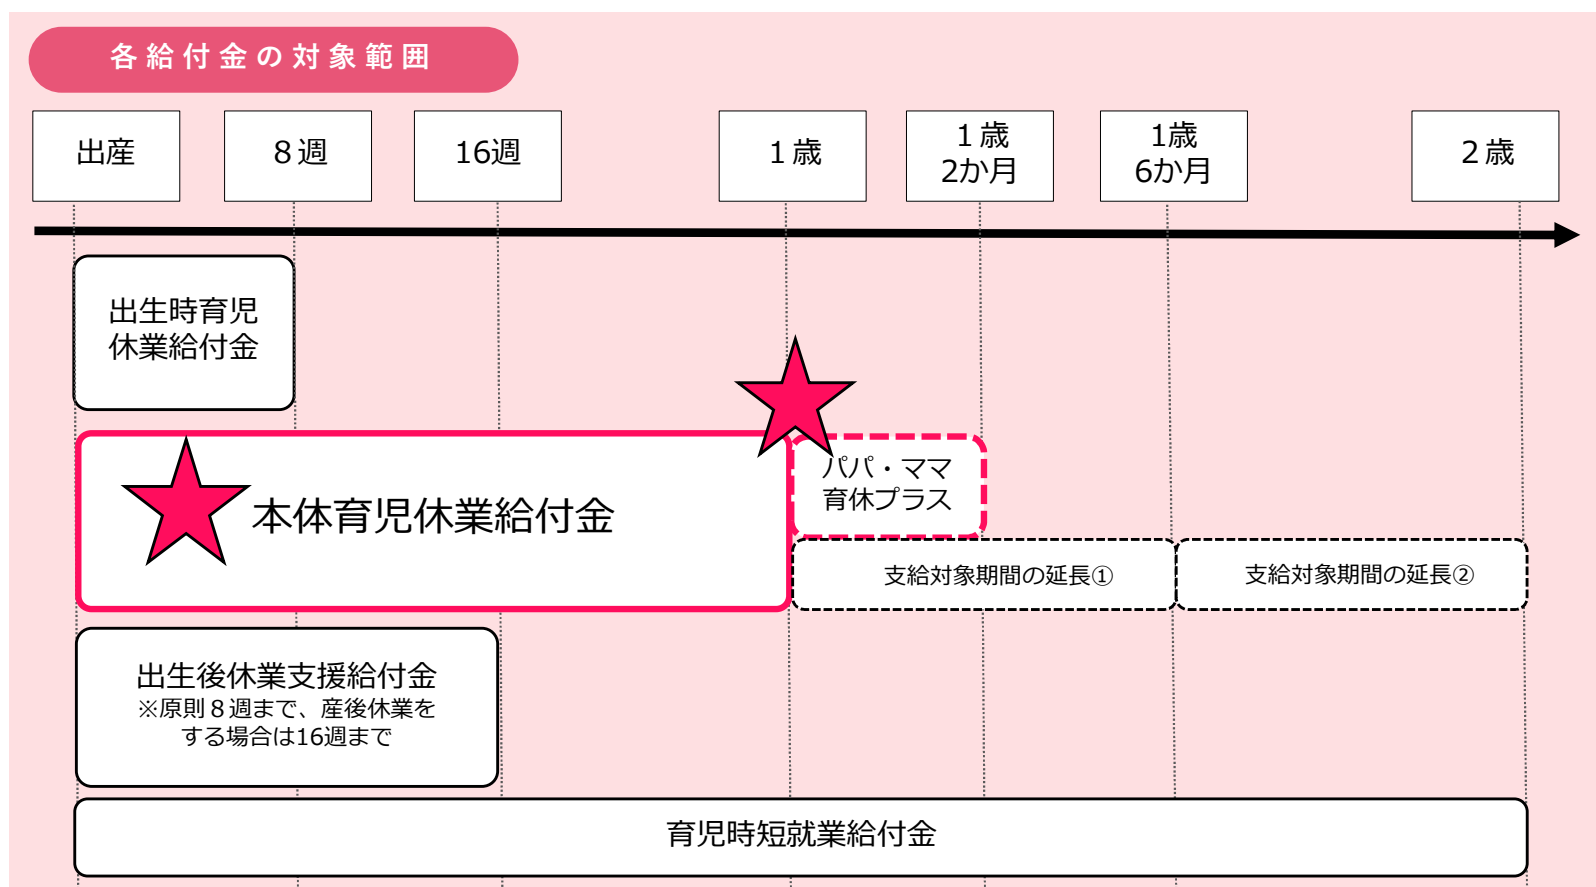 各給付金の対象範囲
出産
８週
16週
１歳
１歳
2か月
1歳
6か月
２歳
出生時育児
休業給付金
本体育児休業給付金
パパ・ママ
育休プラス
支給対象期間の延長①
支給対象期間の延長②
出生後休業支援給付金
※原則８週まで、産後休業を
する場合は16週まで
育児時短就業給付金